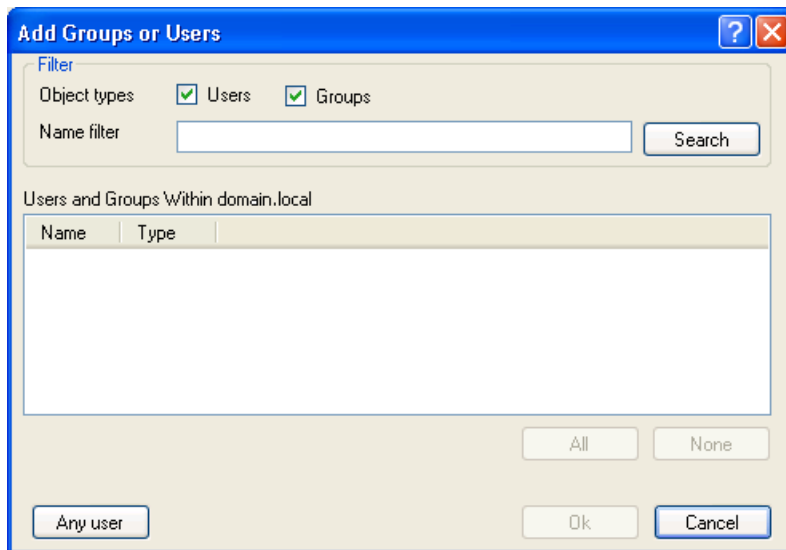 Add Groups or Users
Filter
Object types Users Groups
Name filter Search
Users and Groups Within domain.local
Name Type
All None
Any user Ok Cancel